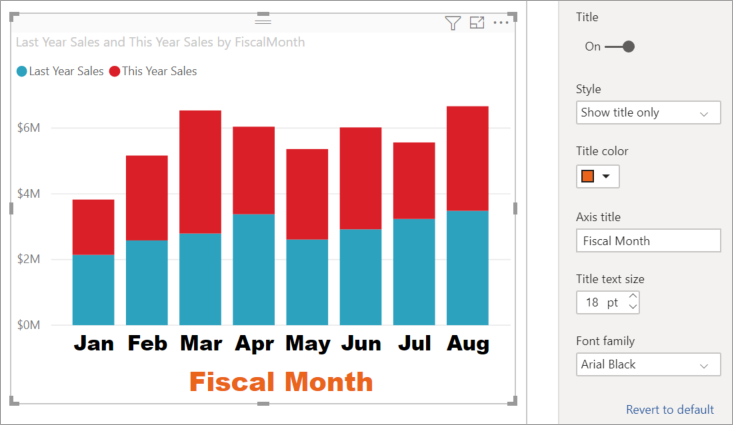 Last Year Sales and This Year Sales by FiscalMonth
Last Year Sales This Year Sales
$6M
$4M
$2M
$0M
Jan Feb Mar Apr May Jun Jul Aug
Fiscal Month
Title
On
Style
Show title only
Title color
Axis title
Fiscal Month
Title text size
18 pt
Font family
Arial Black
Revert to default